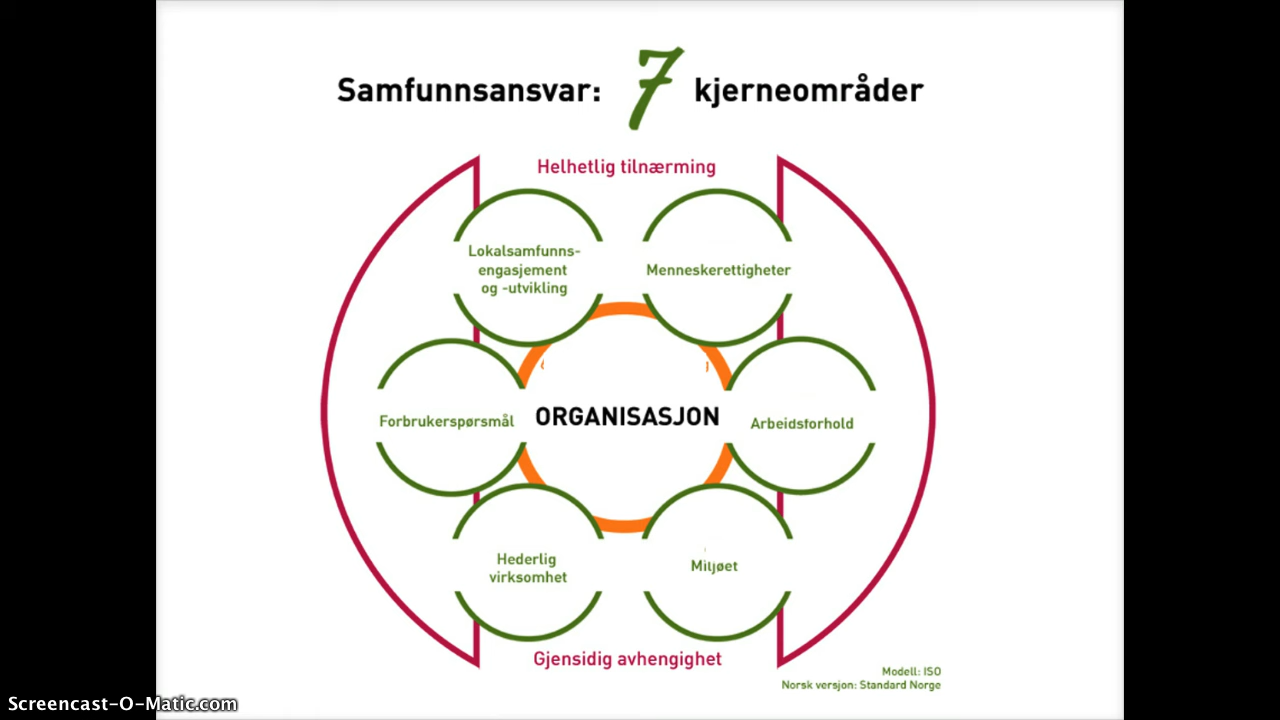 Samfunnsansvar: 7 kjerneområder
Helhetlig tilnærming
Lokalsamfunns-
engasjement
og -utvikling
Menneskerettigheter
Forbrukerspørsmål
ORGANISASJON
Arbeidsforhold
Hederlig
virksomhet
Miljøet
Gjensidig avhengighet
Modell: ISO
Norsk versjon: Standard Norge
Screencast-O-Matic.com